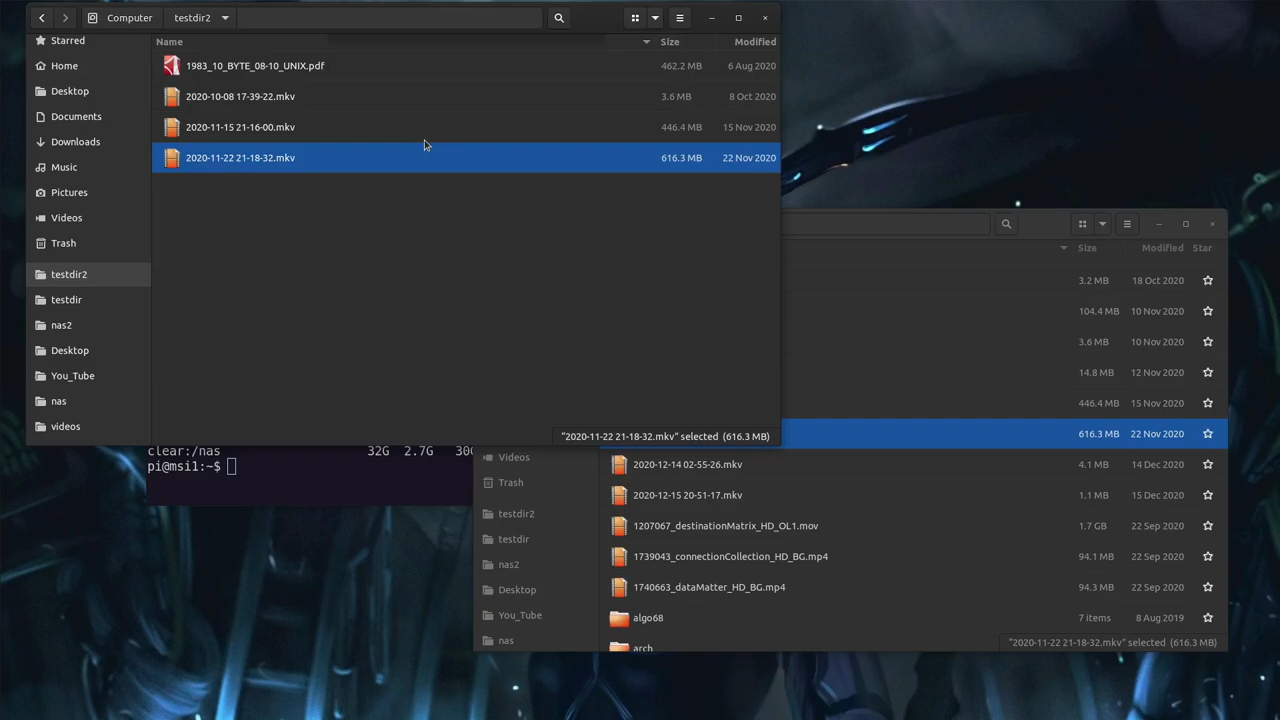 Computer testdir2
Starred
Home
Desktop
Documents
Downloads
Music
Pictures
Videos
Trash
testdir2
testdir
nas2
Desktop
You_Tube
nas
videos
Name Size Modified
1983_10_BYTE_08-10_UNIX.pdf 462.2 MB 6 Aug 2020
2020-10-08 17-39-22.mkv 3.6 MB 8 Oct 2020
2020-11-15 21-16-00.mkv 446.4 MB 15 Nov 2020
2020-11-22 21-18-32.mkv 616.3 MB 22 Nov 2020
"2020-11-22 21-18-32.mkv" selected (616.3 MB)
clear:/nas 32G 2.7G 30G
pi@msi1:~$
Size Modified Star
3.2 MB 18 Oct 2020
104.4 MB 10 Nov 2020
3.6 MB 10 Nov 2020
14.8 MB 12 Nov 2020
446.4 MB 15 Nov 2020
616.3 MB 22 Nov 2020
2020-12-14 02-55-26.mkv 4.1 MB 14 Dec 2020
2020-12-15 20-51-17.mkv 1.1 MB 15 Dec 2020
1207067_destinationMatrix_HD_OL1.mov 1.7 GB 22 Sep 2020
1739043_connectionCollection_HD_BG.mp4 94.1 MB 22 Sep 2020
1740663_dataMatter_HD_BG.mp4 94.3 MB 22 Sep 2020
algo68 7 items 8 Aug 2019
arch
"2020-11-22 21-18-32.mkv" selected (616.3 MB)
Videos
Trash
testdir2
testdir
nas2
Desktop
You_Tube
nas